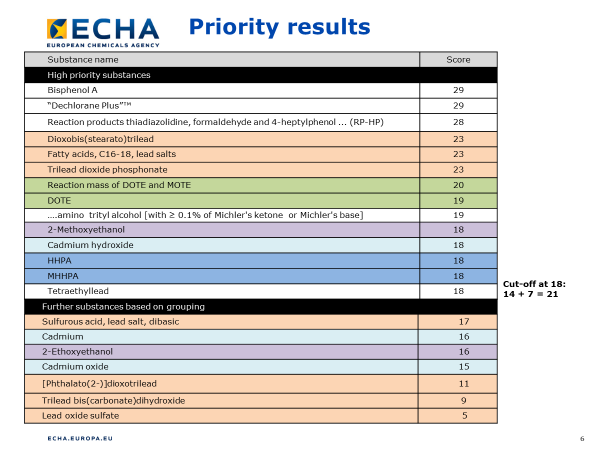 ECHA
EUROPEAN CHEMICALS AGENCY
Priority results
Substance name Score
High priority substances
Bisphenol A 29
“Dechlorane Plus”™ 29
Reaction products thiadiazolidine, formaldehyde and 4-heptylphenol ... (RP-HP) 28
Dioxobis(stearato)trilead 23
Fatty acids, C16-18, lead salts 23
Trilead dioxide phosphonate 23
Reaction mass of DOTE and MOTE 20
DOTE 19
....amino trityl alcohol [with ≥ 0.1% of Michler's ketone or Michler's base] 19
2-Methoxyethanol 18
Cadmium hydroxide 18
HHPA 18
MHHPA 18
Tetraethyllead 18
Cut-off at 18:
14 + 7 = 21
Further substances based on grouping
Sulfurous acid, lead salt, dibasic 17
Cadmium 16
2-Ethoxyethanol 16
Cadmium oxide 15
[Phthalato(2-)]dioxotrilead 11
Trilead bis(carbonate)dihydroxide 9
Lead oxide sulfate 5
ECHA.EUROPA.EU 6